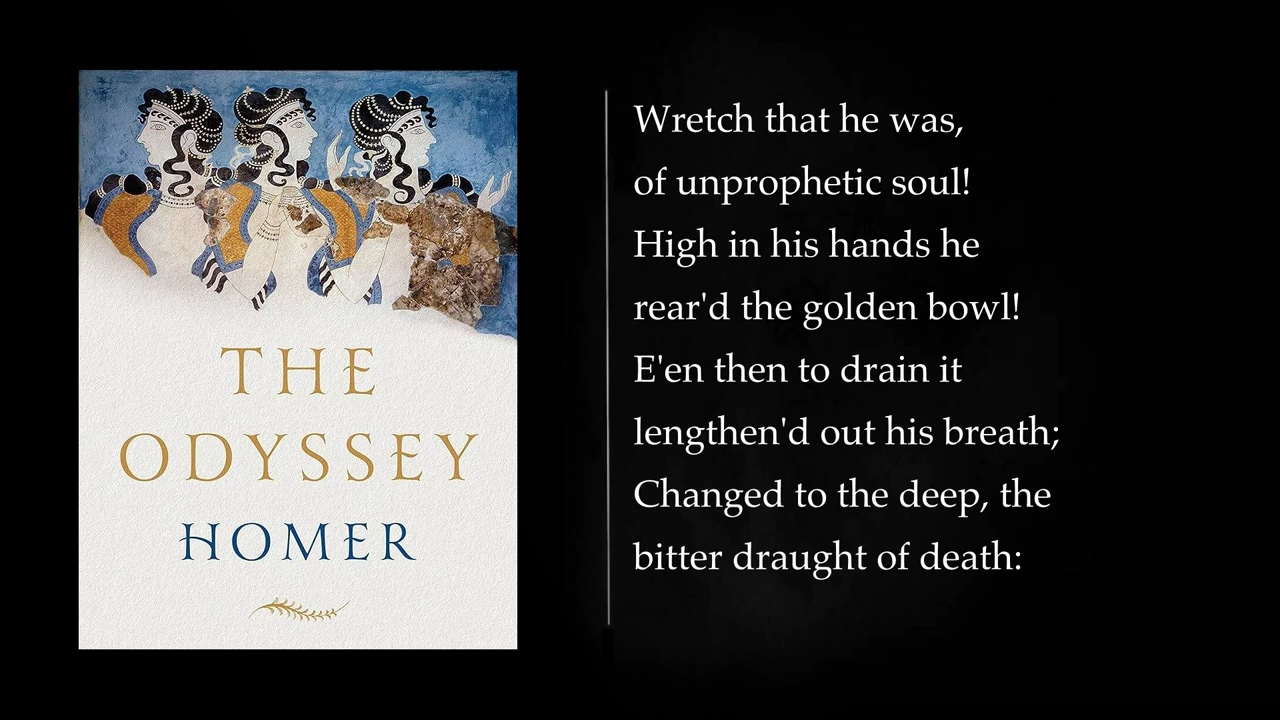 THE
ODYSSEY
HOMER
Wretch that he was,
of unprophetic soul!
High in his hands he
rear'd the golden bowl!
E'en then to drain it
lengthen'd out his breath;
Changed to the deep, the
bitter draught of death: